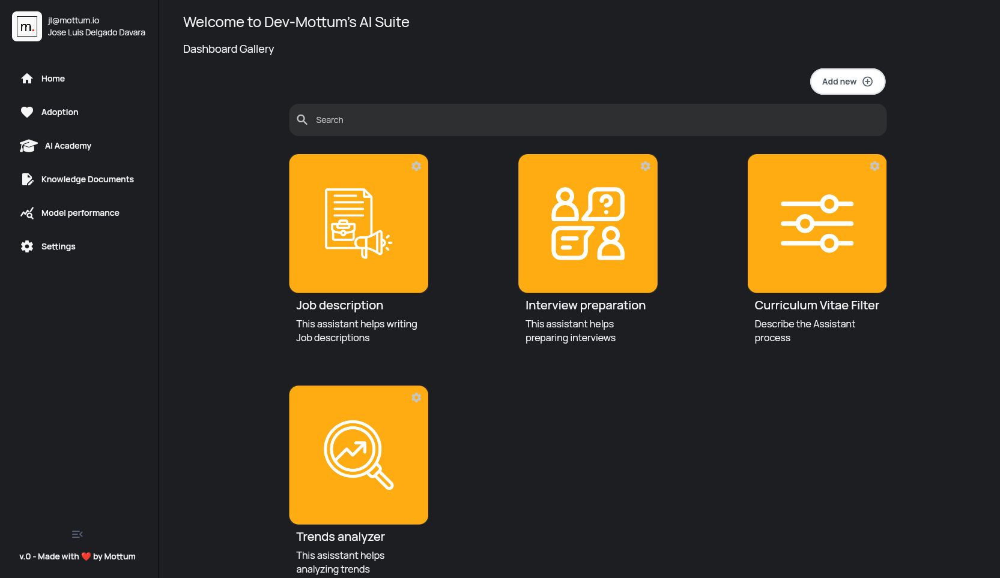 m.
jl@mottum.io
Jose Luis Delgado Davara
Home
Adoption
AI Academy
Knowledge Documents
Model performance
Settings
v.0 - Made with ❤️ by Mottum
Welcome to Dev-Mottum's AI Suite
Dashboard Gallery
Add new
Search
?
Job description
This assistant helps writing
Job descriptions
Interview preparation
This assistant helps
preparing interviews
Curriculum Vitae Filter
Describe the Assistant
process
Trends analyzer
This asisstant helps
analyzing trends